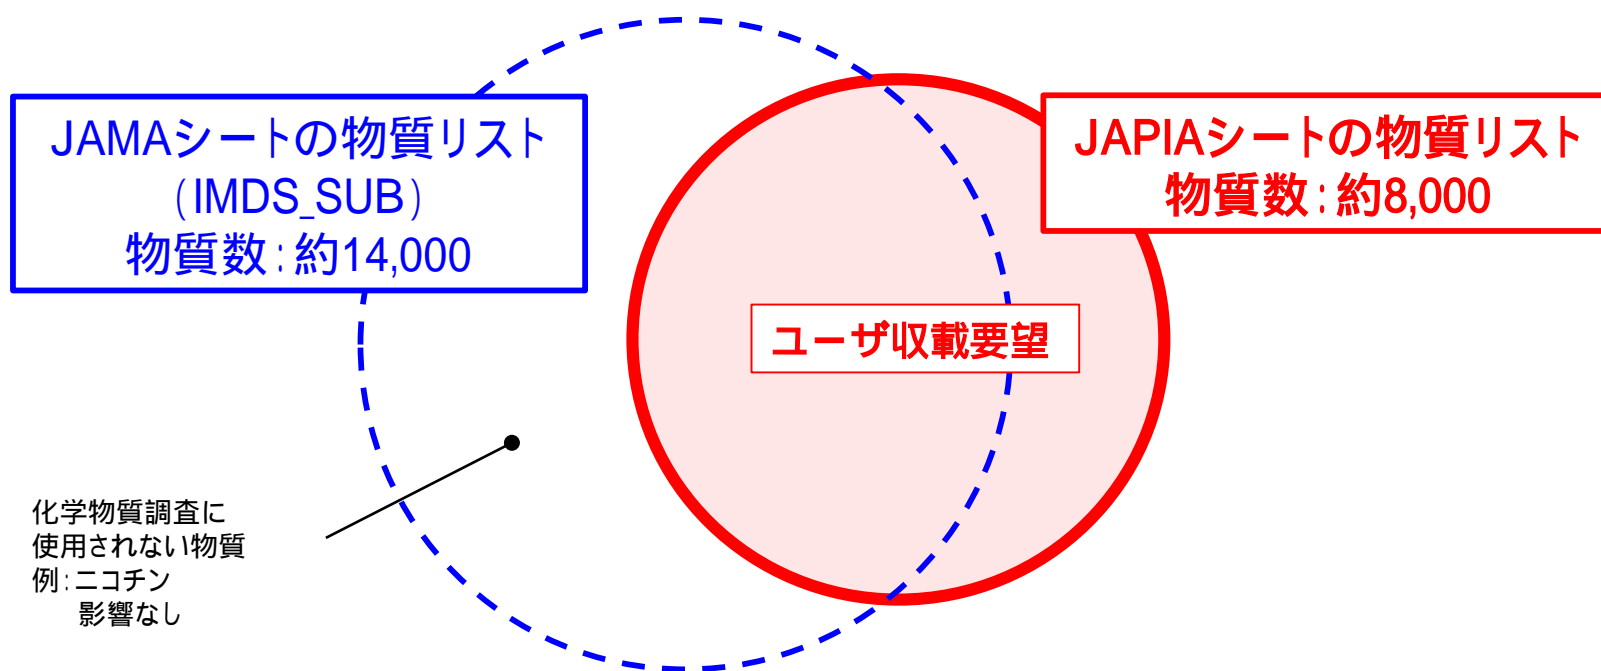 JAMAシートの物質リスト
（IMDS_SUB）
物質数：約14,000
JAPIAシートの物質リスト
物質数：約8,000
ユーザ収載要望
化学物質調査に
使用されない物質
例：ニコチン
影響なし